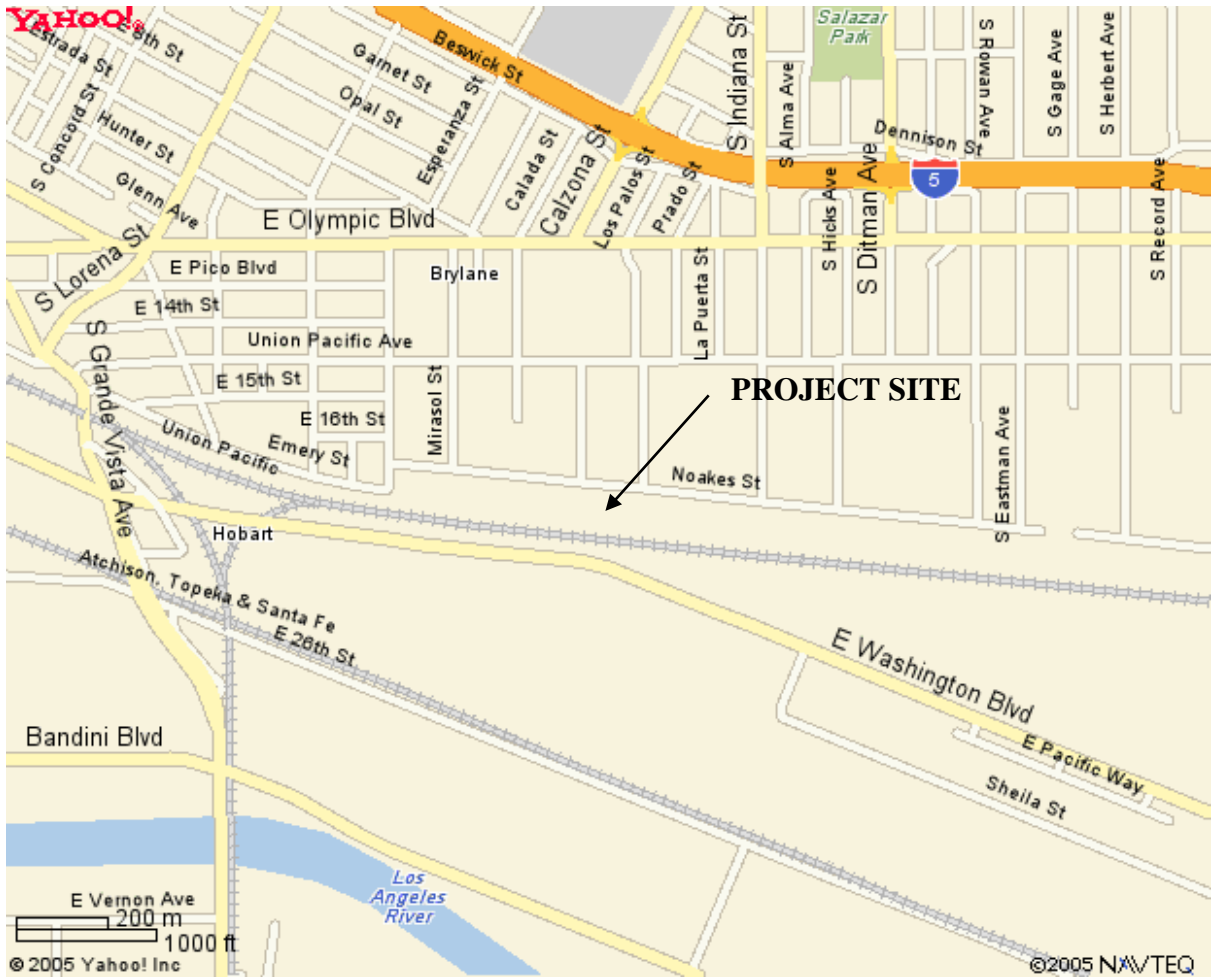 YAHOO!®
Estrada St
E 8th St
Beswick St
Garnet St
Opal St
Esperanza St
Hunter St
S Concord St
Glenn Ave
Calada St
Calzona St
Los Palos St
Prado St
S Indiana St
S Alma Ave
Salazar
Park
S Rowan Ave
S Gage Ave
S Herbert Ave
Dennison St
5
S Hicks Ave
S Ditman Ave
S Record Ave
E Olympic Blvd
S Lorena St
E Pico Blvd
Brylane
E 14th St
La Puerta St
Union Pacific Ave
S Grande Vista Ave
E 15th St
PROJECT SITE
Mirasol St
E 16th St
Union Pacific
Emery St
Noakes St
S Eastman Ave
Hobart
Atchison, Topeka & Santa Fe
E 26th St
E Washington Blvd
Bandini Blvd
E Pacific Way
Sheila St
Los
Angeles
River
E Vernon Ave
200 m
1000 ft
© 2005 Yahoo! Inc
©2005 NAVTEQ